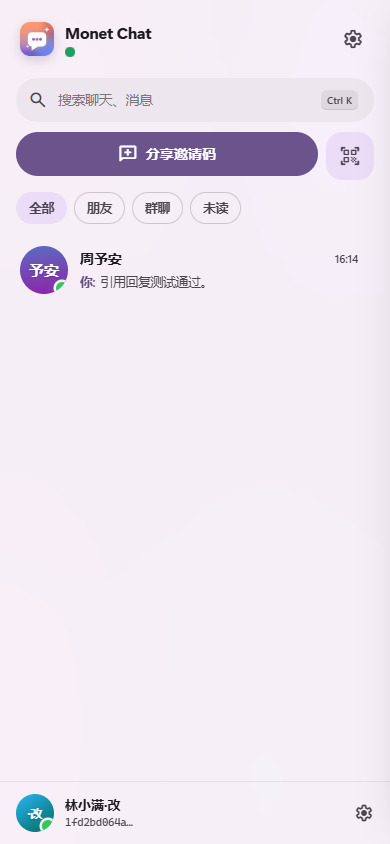 Monet Chat
搜索聊天、消息
Ctrl K
分享邀请码
全部
朋友
群聊
未读
予安
周予安
16:14
你: 引用回复测试通过。
·改
林小满·改
1fd2bd064a…